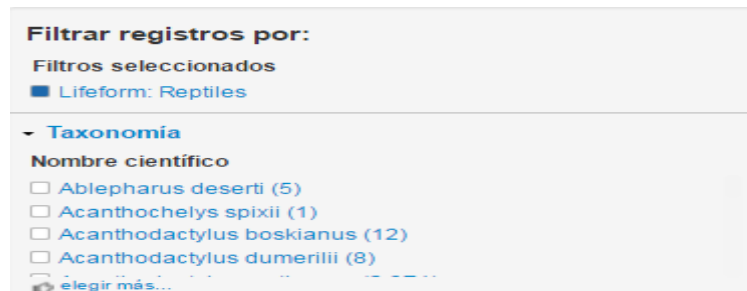 Filtrar registros por:
Filtros seleccionados
Lifeform: Reptiles
Taxonomía
Nombre científico
Ablepharus deserti (5)
Acanthochelys spixii (1)
Acanthodactylus boskianus (12)
Acanthodactylus dumerilii (8)
elegir más...